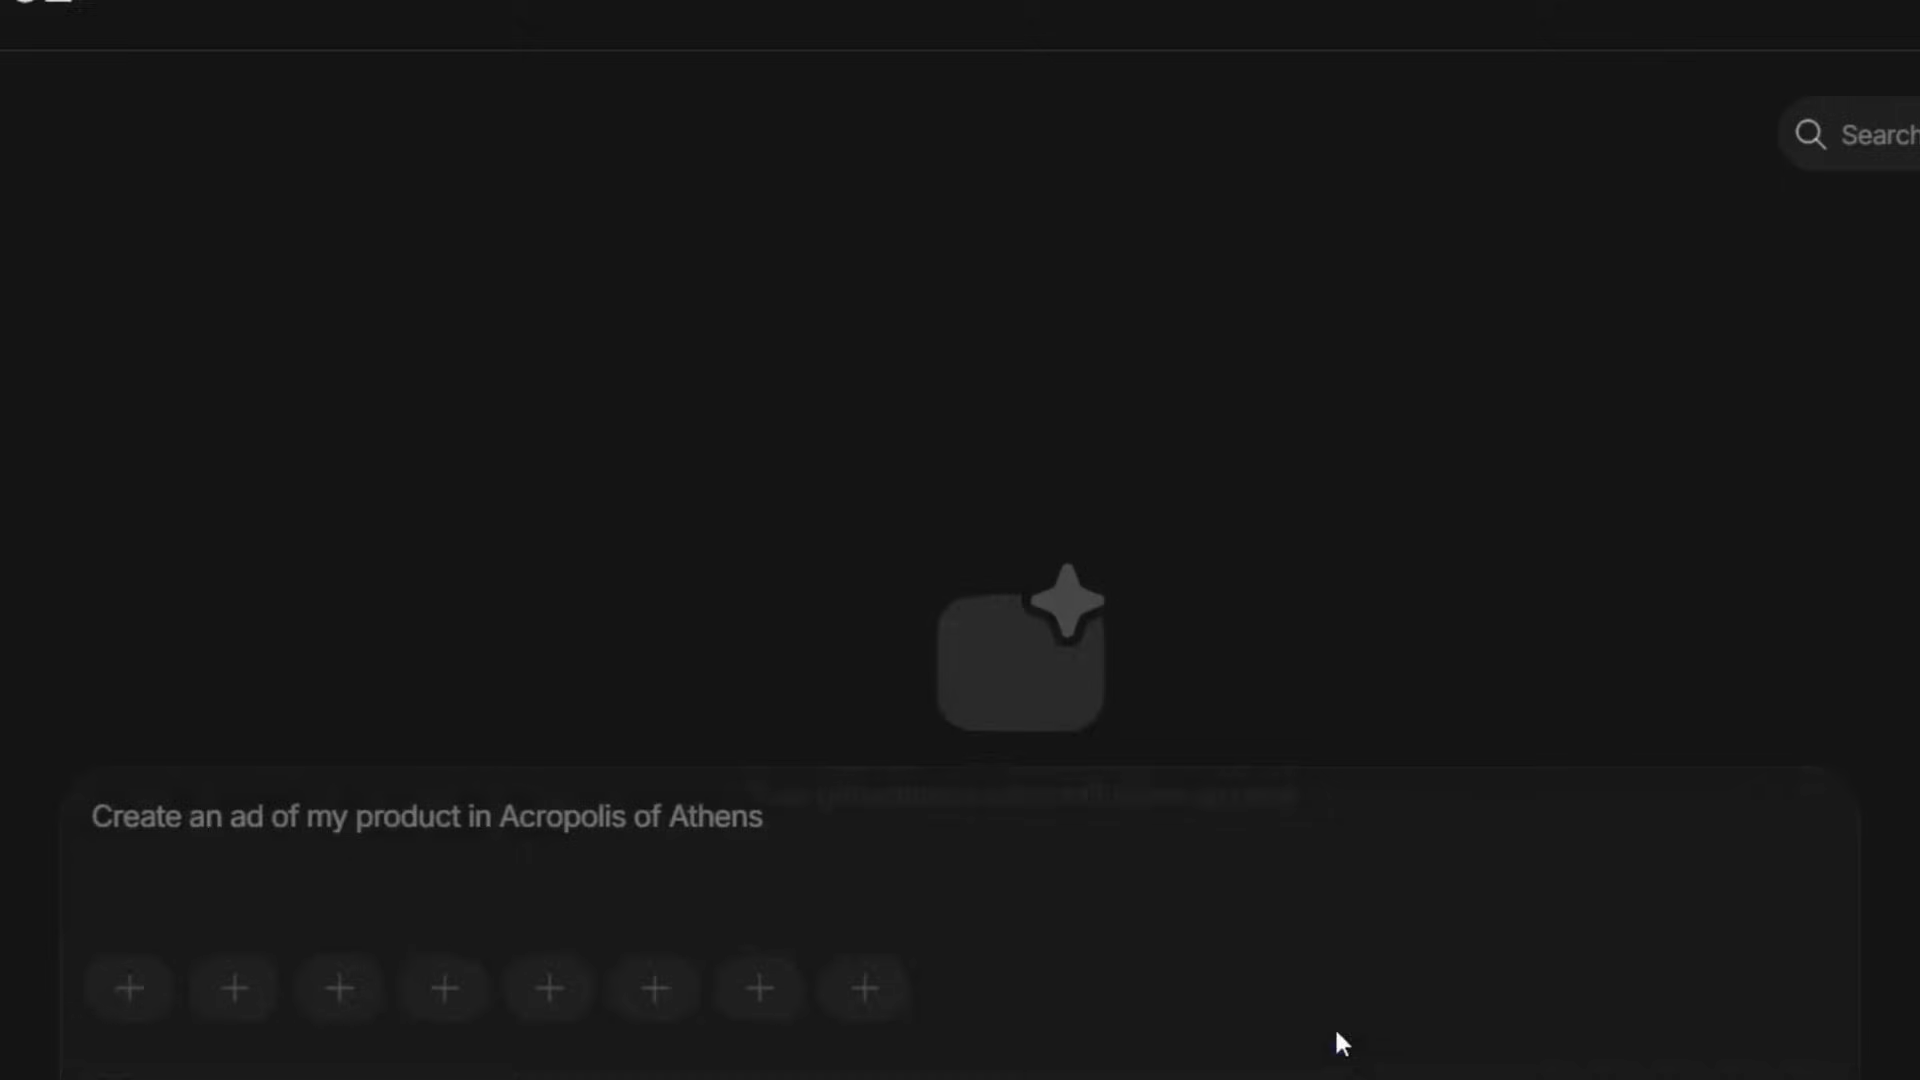 Search
Create an ad of my product in Acropolis of Athens